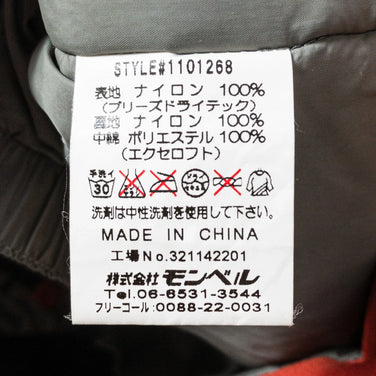 STYLE#1101268
表地 ナイロン 100%
(ブリーズドライテック)
裏地 ナイロン 100%
中綿 ポリエステル 100%
(エクセロフト)
手洗イ
30
洗剤は中性洗剤を使用して下さい。
MADE IN CHINA
工場No.321142201
株式会社 モンベル
Tel.06-6531-3544
フリーコール:0088-22-0031